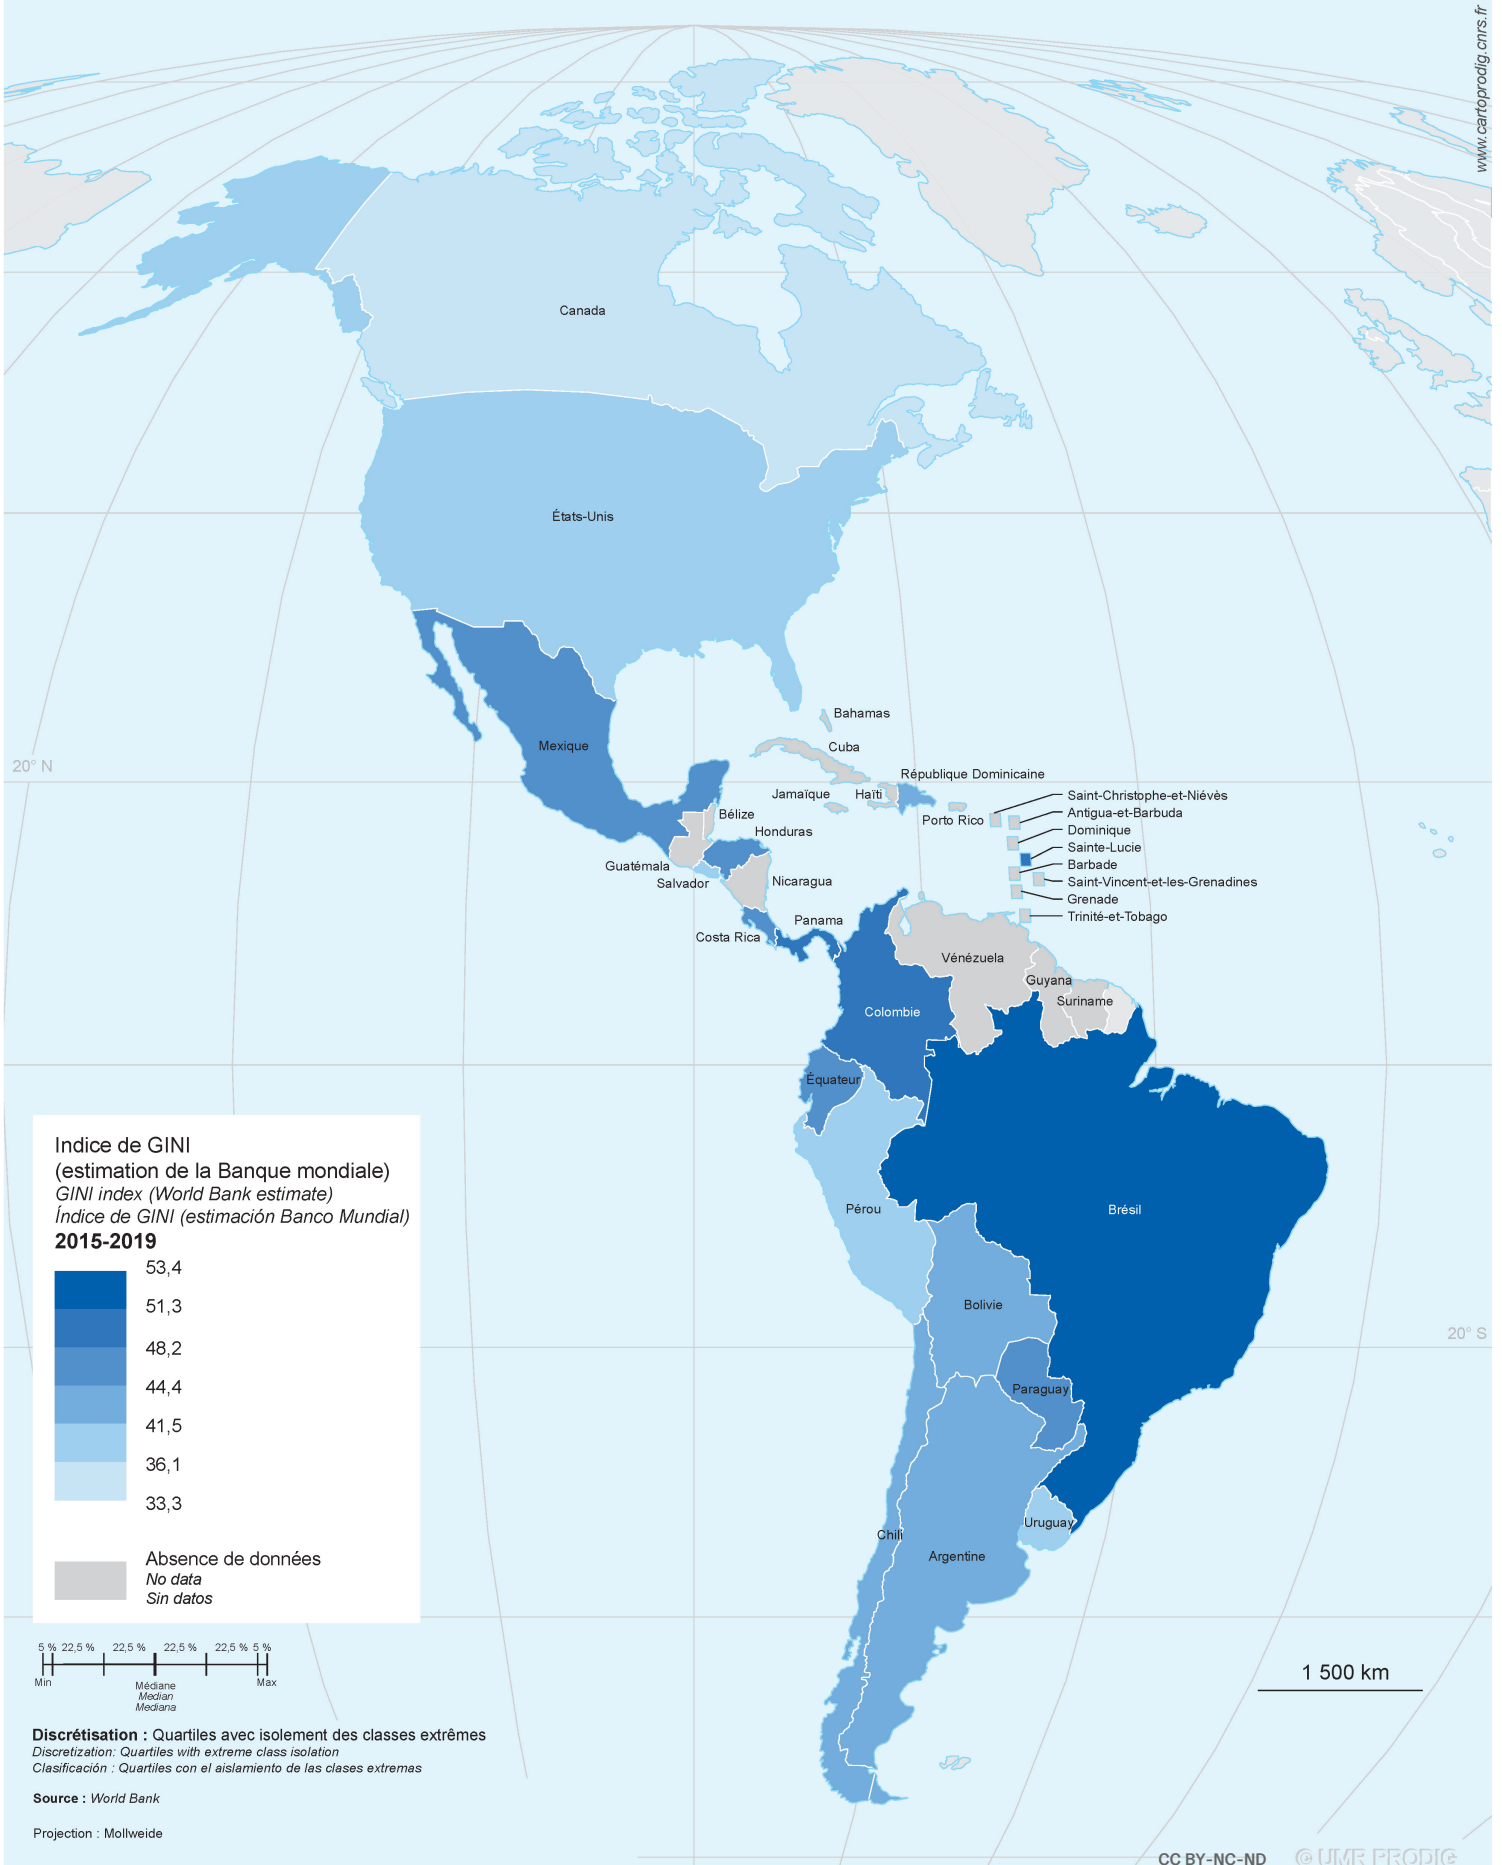 www.cartoprodig.cnrs.fr
Canada
États-Unis
Bahamas
Mexique
Cuba
20° N
République Dominicaine
Jamaïque
Haïti
Saint-Christophe-et-Niévès
Porto Rico
Antigua-et-Barbuda
Bélize
Dominique
Honduras
Sainte-Lucie
Guatémala
Barbade
Salvador
Nicaragua
Saint-Vincent-et-les-Grenadines
Grenade
Panama
Trinité-et-Tobago
Costa Rica
Vénézuela
Guyana
Suriname
Colombie
Équateur
Pérou
Brésil
Bolivie
20° S
Paraguay
Uruguay
Chili
Argentine
Indice de GINI
(estimation de la Banque mondiale)
GINI index (World Bank estimate)
Índice de GINI (estimación Banco Mundial)
2015-2019
53,4
51,3
48,2
44,4
41,5
36,1
33,3
Absence de données
No data
Sin datos
5 % 22,5 % 22,5 % 22,5 % 22,5 % 5 %
Min Max
Médiane
Median
Mediana
1 500 km
Discrétisation : Quartiles avec isolement des classes extrêmes
Discretization: Quartiles with extreme class isolation
Clasificación : Quartiles con el aislamiento de las clases extremas
Source : World Bank
Projection : Mollweide
CC BY-NC-ND © UMR PRODIG